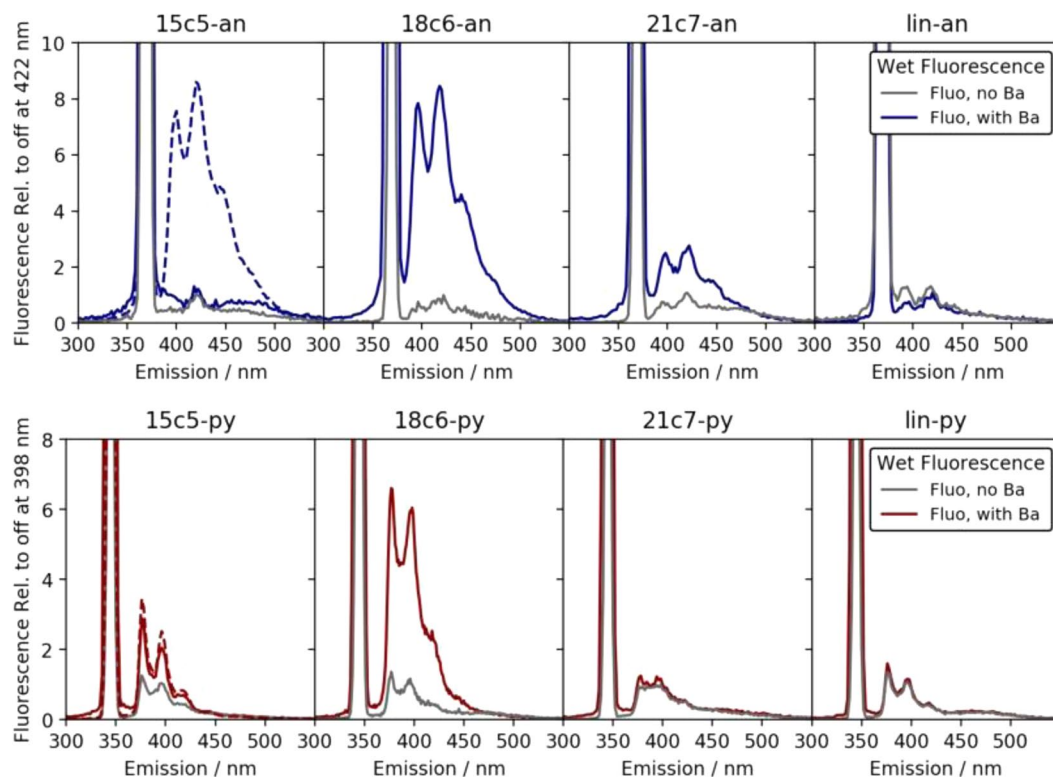 15c5-an 18c6-an 21c7-an lin-an
Fluorescence Rel. to off at 422 nm
10
8
6
4
2
0
Wet Fluorescence
Fluo, no Ba
Fluo, with Ba
300 350 400 450 500 300 350 400 450 500 300 350 400 450 500 300 350 400 450 500
Emission / nm Emission / nm Emission / nm Emission / nm
15c5-py 18c6-py 21c7-py lin-py
Fluorescence Rel. to off at 398 nm
8
6
4
2
0
Wet Fluorescence
Fluo, no Ba
Fluo, with Ba
300 350 400 450 500 300 350 400 450 500 300 350 400 450 500 300 350 400 450 500
Emission / nm Emission / nm Emission / nm Emission / nm